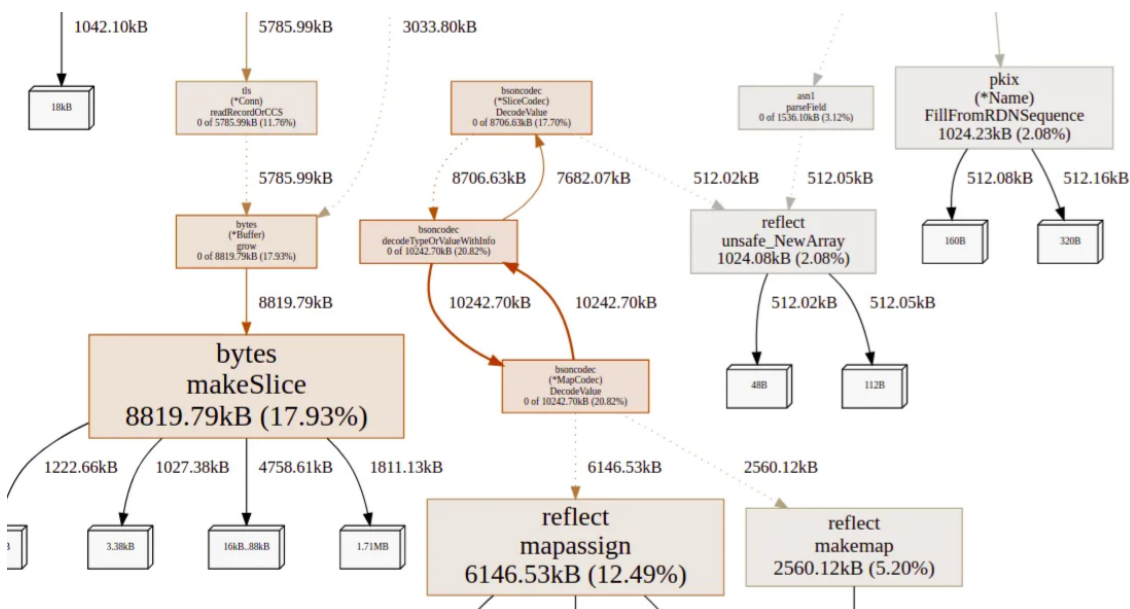 1042.10kB
5785.99kB
3033.80kB
18kB
tls
(*Conn)
readRecordOrCCS
0 of 5785.99kB (11.76%)
bsoncodec
(*SliceCodec)
DecodeValue
0 of 8706.63kB (17.70%)
asn1
parseField
0 of 1536.10kB (3.12%)
pkix
(*Name)
FillFromRDNSequence
1024.23kB (2.08%)
5785.99kB
8706.63kB
7682.07kB
512.02kB
512.05kB
512.08kB
512.16kB
bytes
(*Buffer)
grow
0 of 8819.79kB (17.93%)
bsoncodec
decodeTypeOrValueWithInfo
0 of 10242.70kB (20.82%)
reflect
unsafe_NewArray
1024.08kB (2.08%)
160B
320B
8819.79kB
10242.70kB
10242.70kB
512.02kB
512.05kB
bytes
makeSlice
8819.79kB (17.93%)
bsoncodec
(*MapCodec)
DecodeValue
0 of 10242.70kB (20.82%)
48B
112B
1222.66kB
1027.38kB
4758.61kB
1811.13kB
6146.53kB
2560.12kB
3.38kB
16kB..88kB
1.71MB
reflect
mapassign
6146.53kB (12.49%)
reflect
makemap
2560.12kB (5.20%)